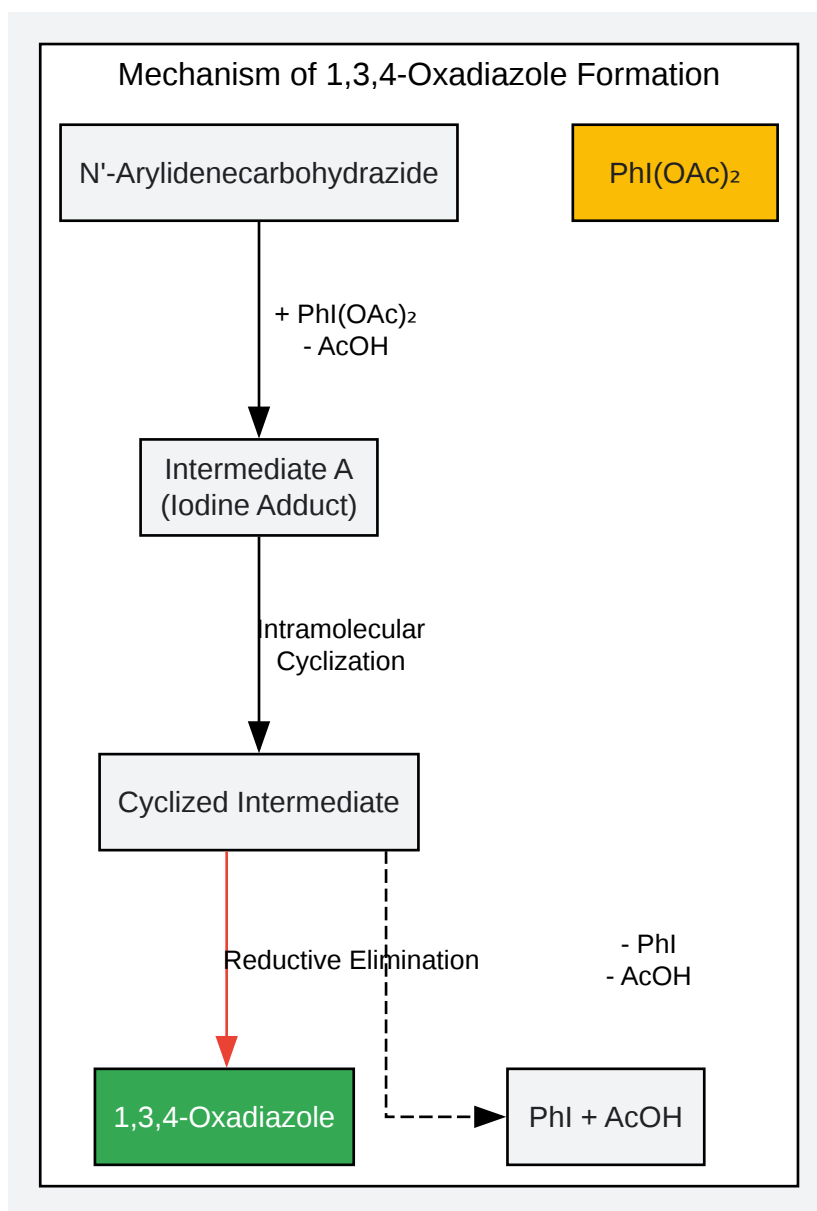 Mechanism of 1,3,4-Oxadiazole Formation
N'-Arylidenecarbohydrazide
PhI(OAc)₂
+ PhI(OAc)₂
- AcOH
Intermediate A
(Iodine Adduct)
Intramolecular
Cyclization
Cyclized Intermediate
Reductive Elimination
- PhI
- AcOH
1,3,4-Oxadiazole
PhI + AcOH